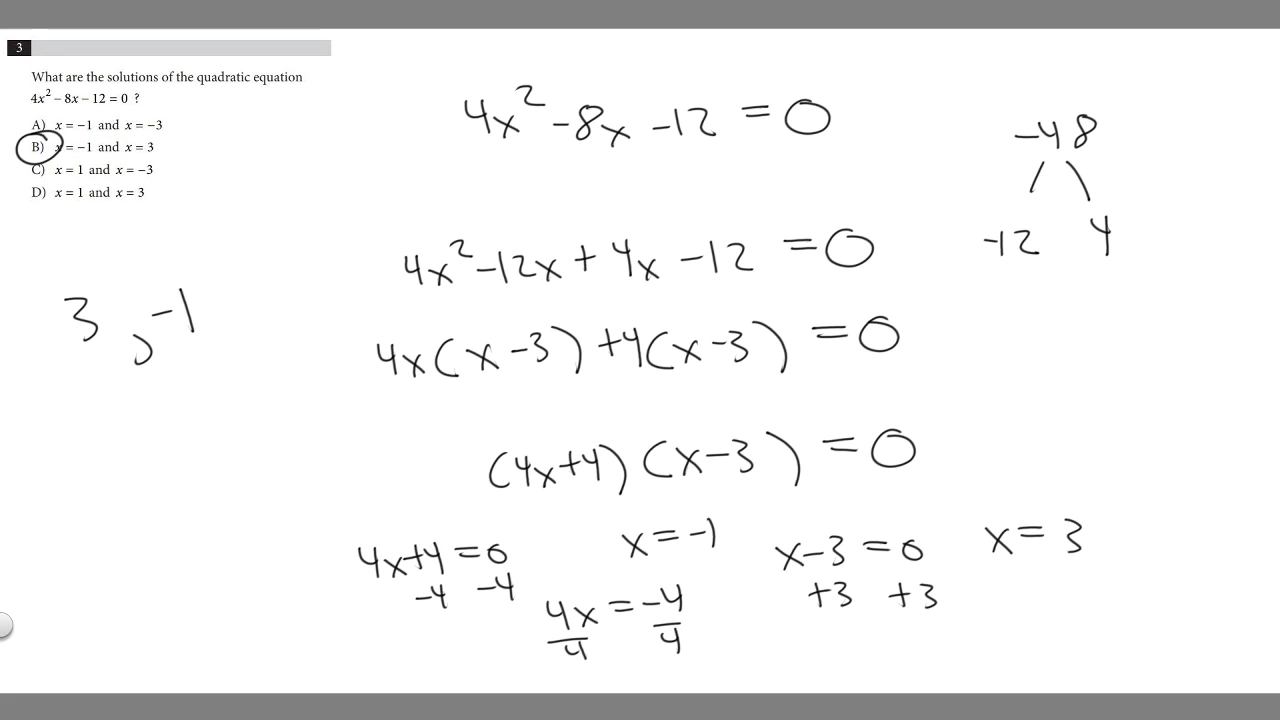 3
What are the solutions of the quadratic equation
4x² − 8x − 12 = 0 ?
A) x = −1 and x = −3
B) x = −1 and x = 3
C) x = 1 and x = −3
D) x = 1 and x = 3
3 , -1
4x² -8x -12 = 0
4x² -12x + 4x -12 = 0
4x(x -3) +4(x -3) = 0
(4x+4) (x-3) = 0
4x+4 = 0
-4 -4
4x = -4
4 4
x = -1
x-3 = 0
+3 +3
x = 3
-48
-12 4